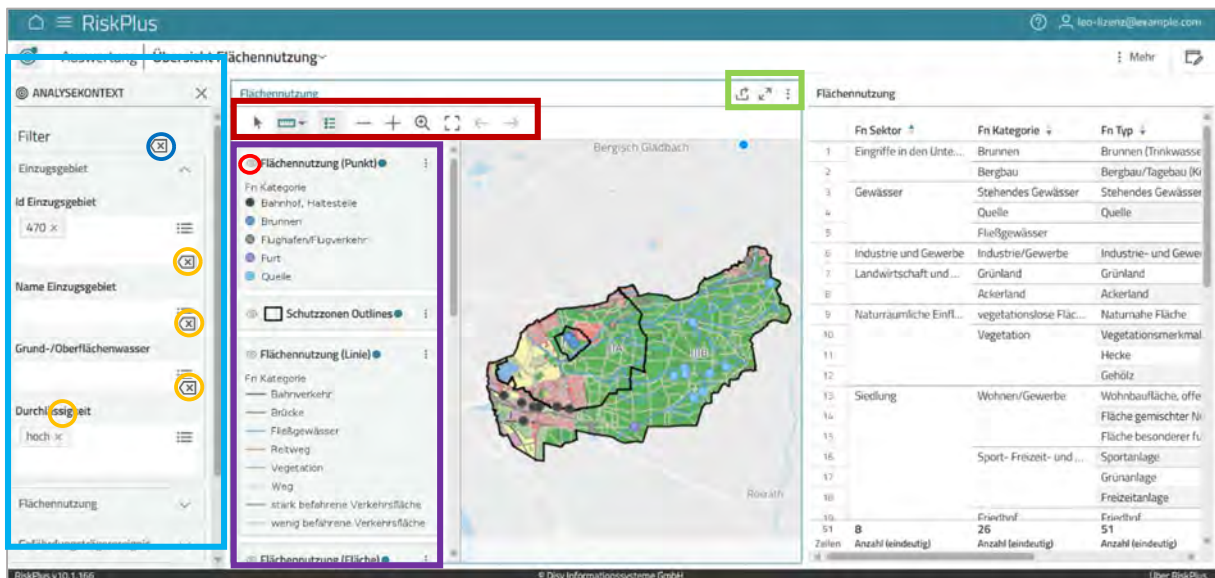 RiskPlus
leo-lizenz@example.com
Auswertung Übersicht Flächennutzung
Mehr
ANALYSEKONTEXT
Filter
Einzugsgebiet
Id Einzugsgebiet
470 ×
Name Einzugsgebiet
Grund-/Oberflächenwasser
Durchlässigkeit
hoch ×
Flächennutzung
Gefährdungsträgerereignis
Flächennutzung
Flächennutzung (Punkt)
Fn Kategorie
Bahnhof, Haltestelle
Brunnen
Flughafen/Flugverkehr
Furt
Quelle
Schutzzonen Outlines
Flächennutzung (Linie)
Fn Kategorie
Bahnverkehr
Brücke
Fließgewässer
Reitweg
Vegetation
Weg
stark befahrene Verkehrsfläche
wenig befahrene Verkehrsfläche
Flächennutzung (Fläche)
Bergisch Gladbach
IIIA
IIIB
Rösrath
Flächennutzung
Fn Sektor Fn Kategorie Fn Typ
1 Eingriffe in den Unte... Brunnen Brunnen (Trinkwasse
2 Bergbau Bergbau/Tagebau (Ki
3 Gewässer Stehendes Gewässer Stehendes Gewässer
4 Quelle Quelle
5 Fließgewässer
6 Industrie und Gewerbe Industrie/Gewerbe Industrie- und Gewer
7 Landwirtschaft und ... Grünland Grünland
8 Ackerland Ackerland
9 Naturräumliche Einfl... vegetationslose Fläc... Naturnahe Fläche
10 Vegetation Vegetationsmerkmal
11 Hecke
12 Gehölz
13 Siedlung Wohnen/Gewerbe Wohnbaufläche, offe
14 Fläche gemischter Nu
15 Fläche besonderer fu
16 Sport- Freizeit- und ... Sportanlage
17 Grünanlage
18 Freizeitanlage
19 Friedhof Friedhof
51 8 26 51
Zeilen Anzahl (eindeutig) Anzahl (eindeutig) Anzahl (eindeutig)
RiskPlus v10.1.166
© Disy Informationssysteme GmbH
Über RiskPlus